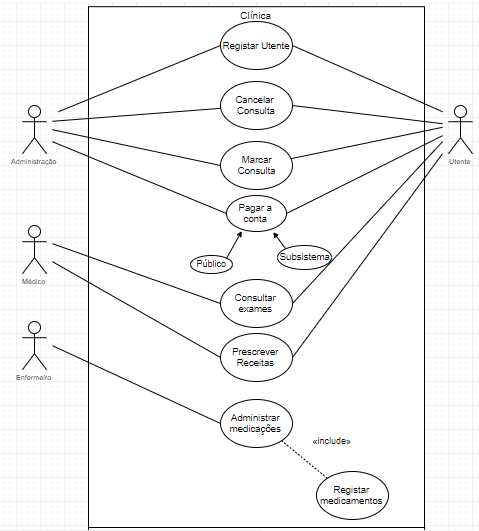 Clínica
Registar Utente
Cancelar
Consulta
Administração
Utente
Marcar
Consulta
Pagar a
conta
Público
Subsistema
Médico
Consultar
exames
Prescrever
Receitas
Enfermeiro
Administrar
medicações
«include»
Registar
medicamentos